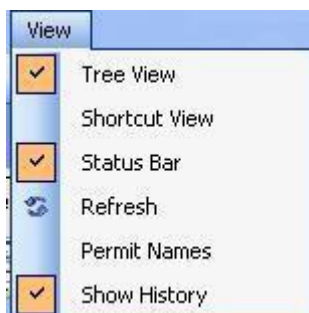 View
Tree View
Shortcut View
Status Bar
Refresh
Permit Names
Show History